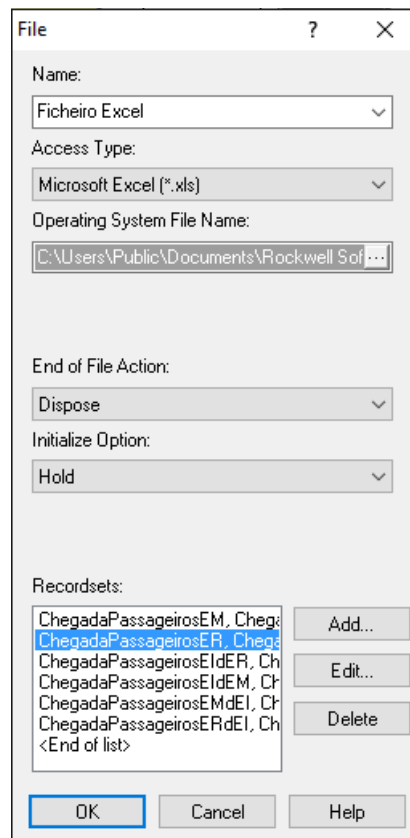 File
?
Name:
Ficheiro Excel
Access Type:
Microsoft Excel (*.xls)
Operating System File Name:
C:\Users\Public\Documents\Rockwell Sof ...
End of File Action:
Dispose
Initialize Option:
Hold
Recordsets:
ChegadaPassageirosEM, Chega
ChegadaPassageirosER, Chega
ChegadaPassageirosEIdER, Ch
ChegadaPassageirosEIdEM, Ch
ChegadaPassageirosEMdEI, Ch
ChegadaPassageirosERdEI, Ch
<End of list>
Add...
Edit...
Delete
OK
Cancel
Help